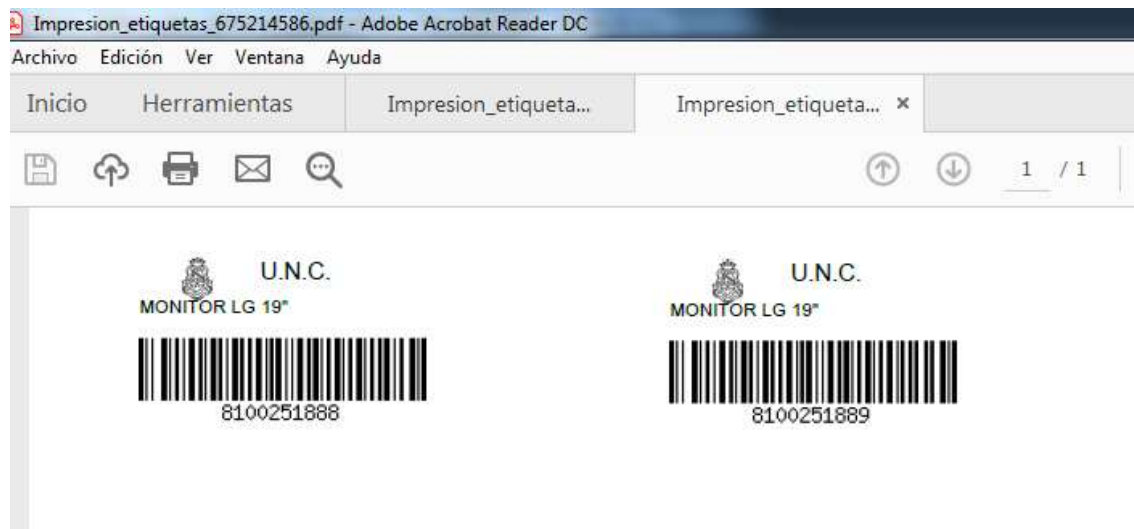 Impresion_etiquetas_675214586.pdf - Adobe Acrobat Reader DC
Archivo Edición Ver Ventana Ayuda
Inicio Herramientas Impresion_etiqueta... Impresion_etiqueta... ×
1 / 1
U.N.C.
MONITOR LG 19"
8100251888
U.N.C.
MONITOR LG 19"
8100251889